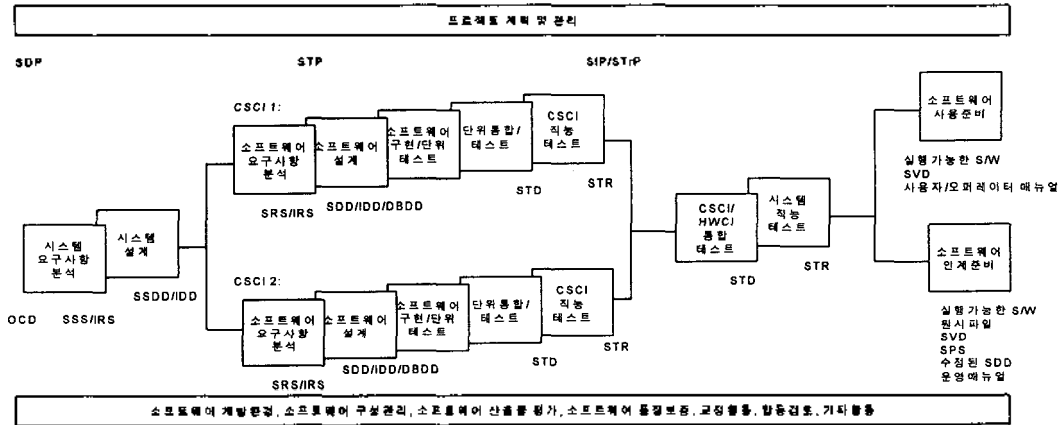 프로젝트 계획 및 관리
SDP
STP
SIP/STrP
CSCI 1:
소프트웨어
요구사항
분석
소프트웨어
설계
소프트웨어
구현/단위
테스트
단위통합/
테스트
CSCI
직능
테스트
SRS/IRS
SDD/IDD/DBDD
STD
STR
시스템
요구사항
분석
시스템
설계
OCD
SSS/IRS
SSDD/IDD
CSCI 2:
소프트웨어
요구사항
분석
소프트웨어
설계
소프트웨어
구현/단위
테스트
단위통합/
테스트
CSCI
직능
테스트
SRS/IRS
SDD/IDD/DBDD
STD
STR
CSCI/
HWCI
통합
테스트
시스템
직능
테스트
STD
STR
소프트웨어
사용준비
실행가능한 S/W
SVD
사용자/오퍼레이터 매뉴얼
소프트웨어
인계준비
실행가능한 S/W
원시파일
SVD
SPS
수정된 SDD
운영매뉴얼
소프트웨어 개발환경, 소프트웨어 구성관리, 소프트웨어 산출물 평가, 소프트웨어 품질보증, 교정활동, 합동검토, 기타활동